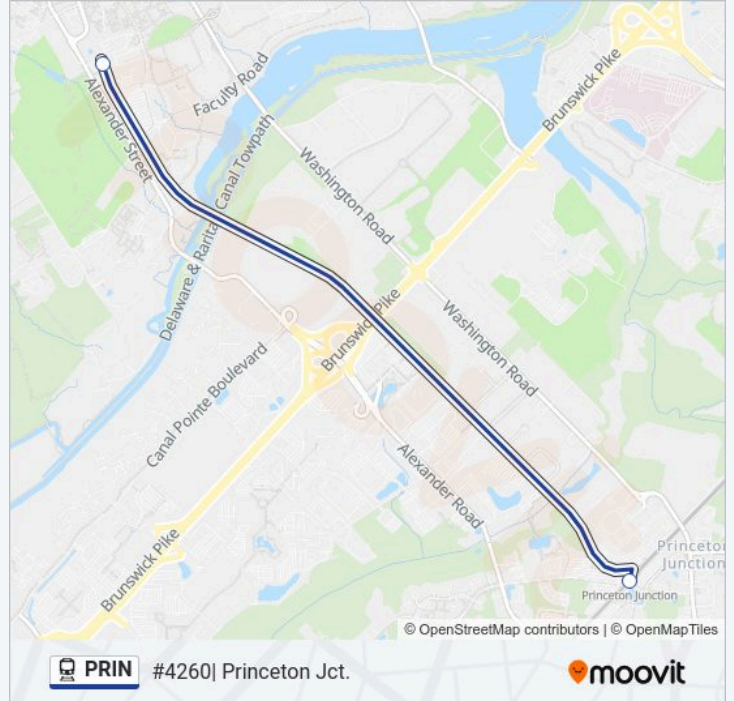 Faculty Road
Brunswick Pike
Alexander Street
Delaware & Raritan Canal Towpath
Washington Road
Brunswick Pike
Washington Road
Canal Pointe Boulevard
Alexander Road
Brunswick Pike
Princeton
Junction
Princeton Junction
© OpenStreetMap contributors | © OpenMapTiles
PRIN #4260| Princeton Jct.
moovit